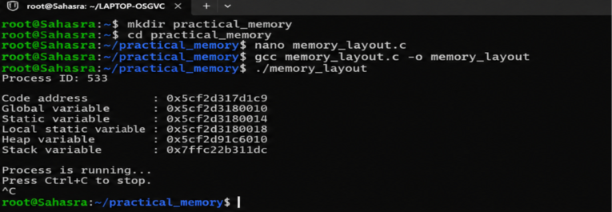 root@Sahasra: ~/LAPTOP-OSGVC
root@Sahasra:~$ mkdir practical_memory
root@Sahasra:~$ cd practical_memory
root@Sahasra:~/practical_memory$ nano memory_layout.c
root@Sahasra:~/practical_memory$ gcc memory_layout.c -o memory_layout
root@Sahasra:~/practical_memory$ ./memory_layout
Process ID: 533
Code address : 0x5cf2d317d1c9
Global variable : 0x5cf2d3180010
Static variable : 0x5cf2d3180014
Local static variable : 0x5cf2d3180018
Heap variable : 0x5cf2d91c6010
Stack variable : 0x7ffc22b311dc
Process is running...
Press Ctrl+C to stop.
^C
root@Sahasra:~/practical_memory$